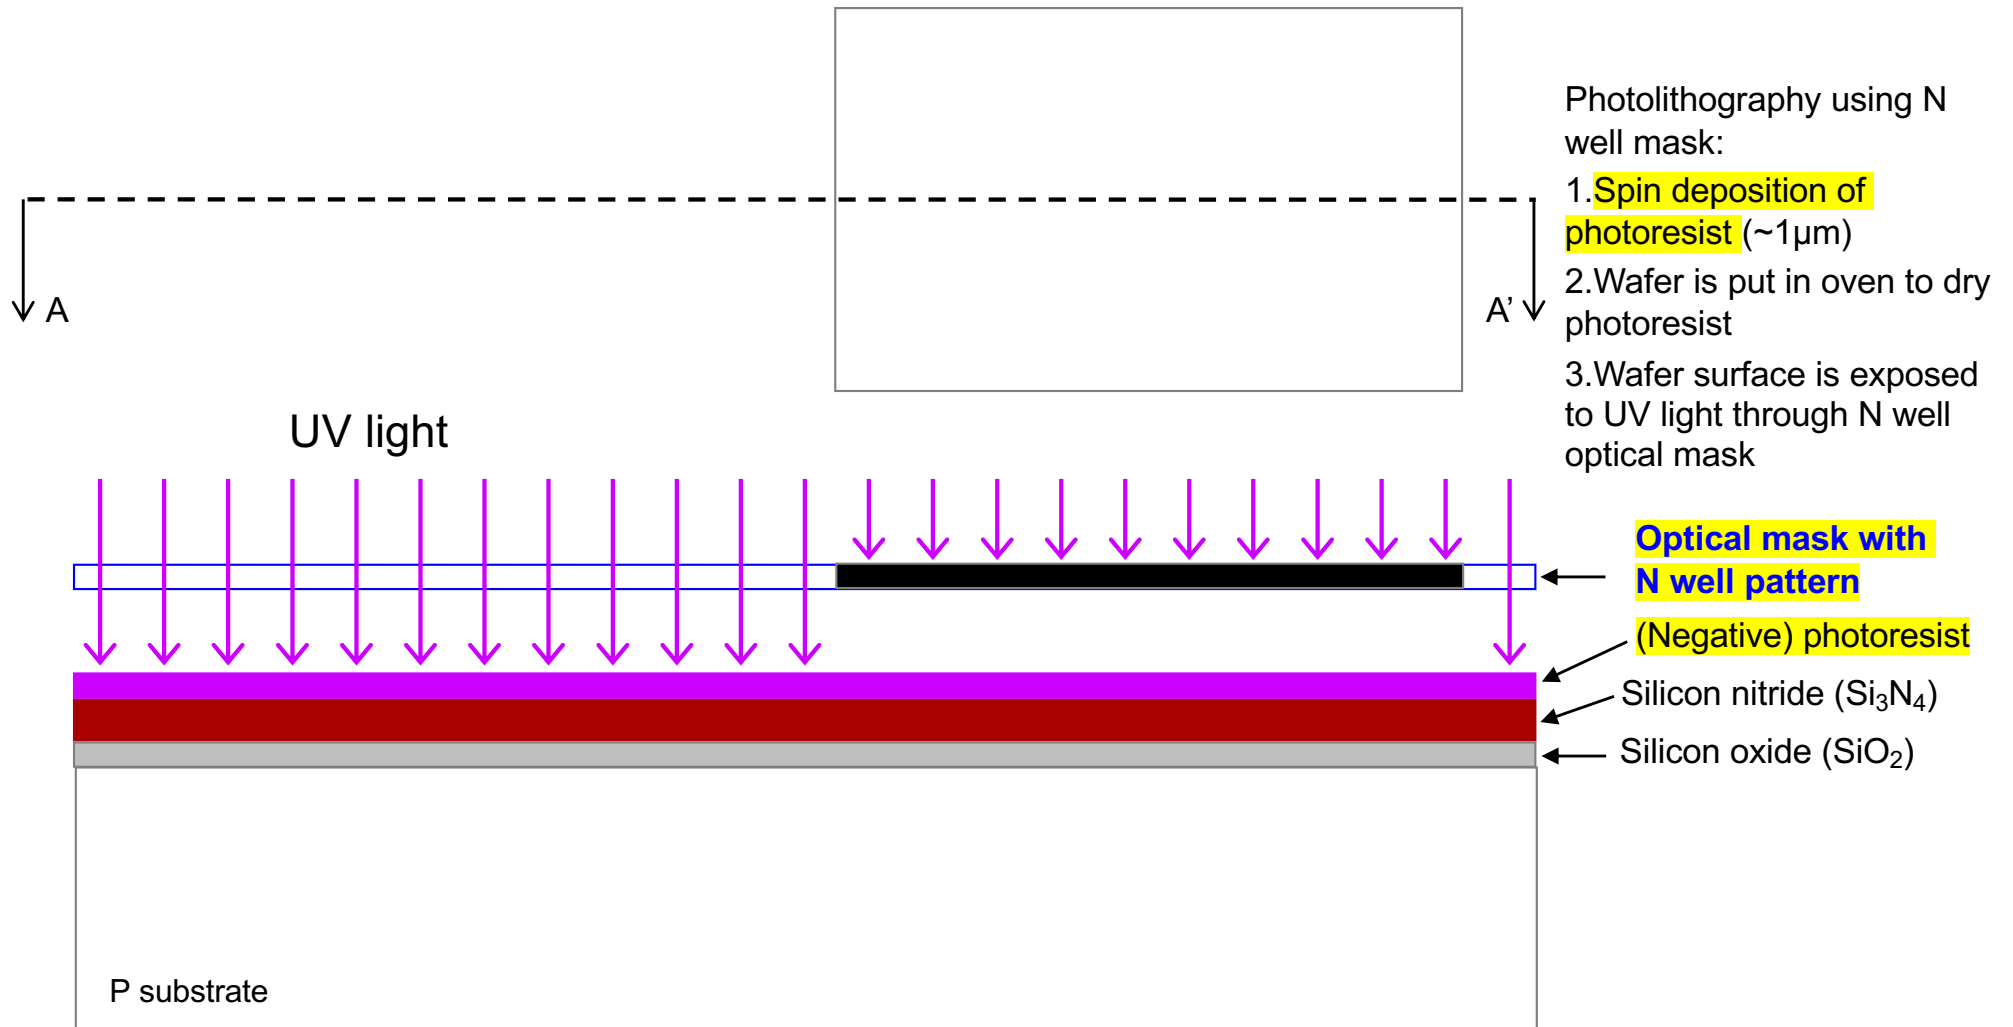 Photolithography using N
well mask:
1.Spin deposition of
photoresist (~1µm)
2.Wafer is put in oven to dry
photoresist
3.Wafer surface is exposed
to UV light through N well
optical mask
A
A’
UV light
Optical mask with
N well pattern
(Negative) photoresist
Silicon nitride (Si₃N₄)
Silicon oxide (SiO₂)
P substrate